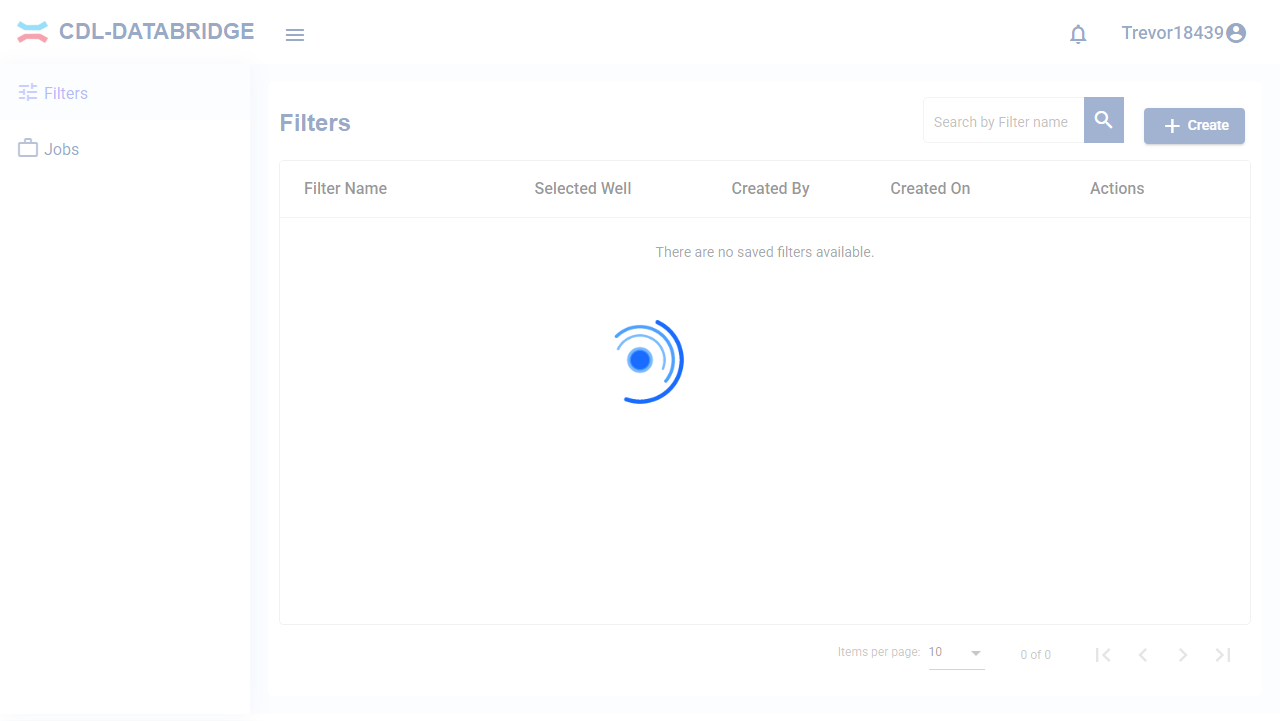 CDL-DATABRIDGE
Trevor18439
Filters
Jobs
Filters
Search by Filter name
Create
Filter Name Selected Well Created By Created On Actions
There are no saved filters available.
Items per page: 10 0 of 0